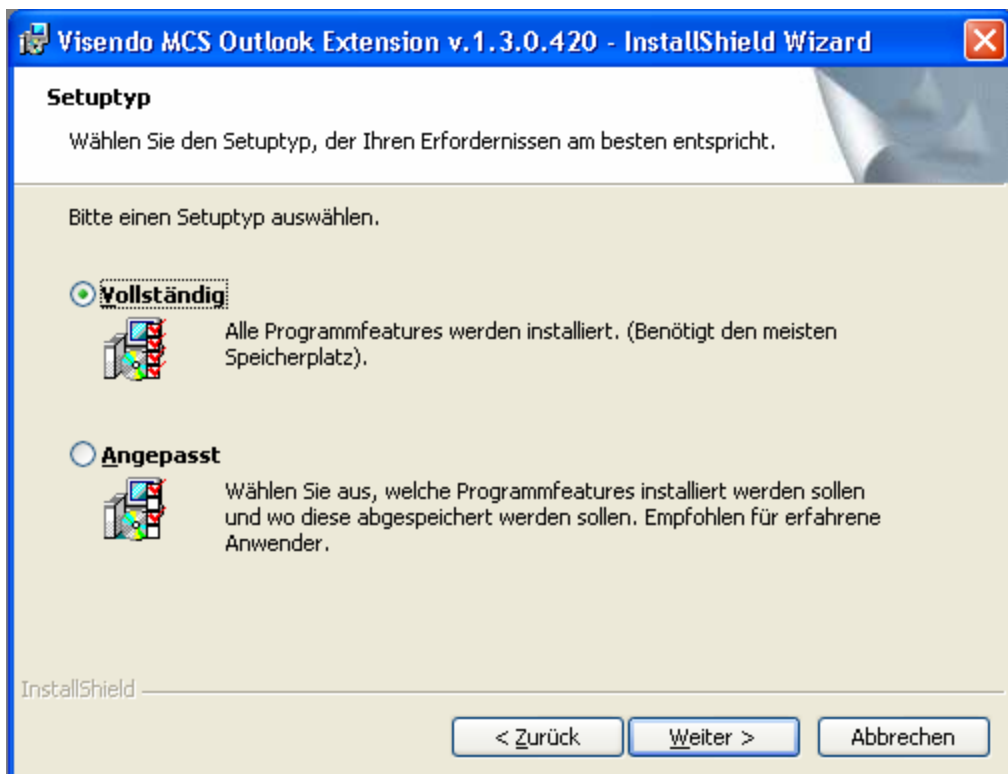 Visendo MCS Outlook Extension v.1.3.0.420 - InstallShield Wizard
Setuptyp
Wählen Sie den Setuptyp, der Ihren Erfordernissen am besten entspricht.
Bitte einen Setuptyp auswählen.
Vollständig
Alle Programmfeatures werden installiert. (Benötigt den meisten
Speicherplatz).
Angepasst
Wählen Sie aus, welche Programmfeatures installiert werden sollen
und wo diese abgespeichert werden sollen. Empfohlen für erfahrene
Anwender.
InstallShield
< Zurück
Weiter >
Abbrechen